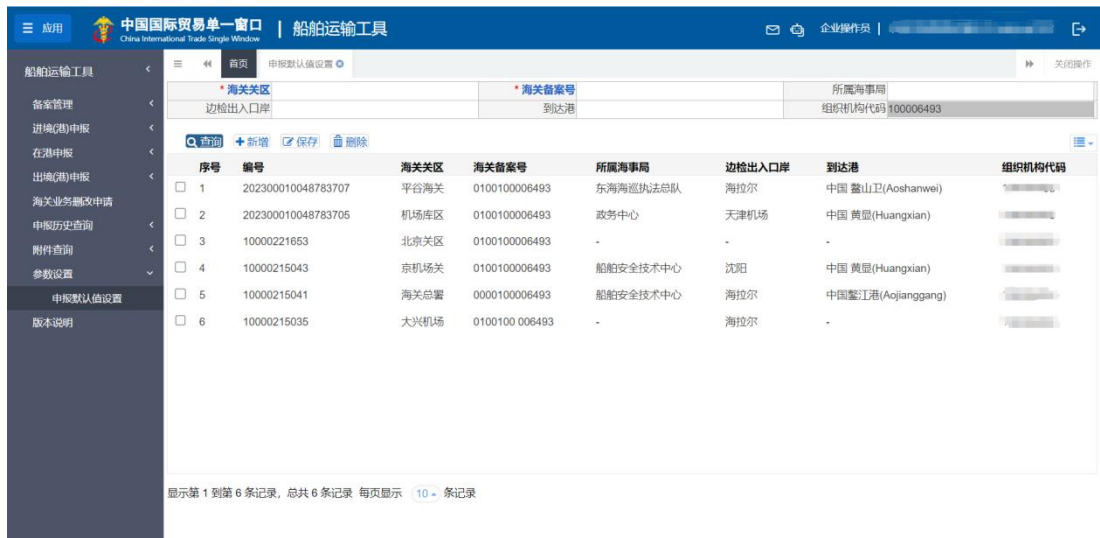 应用 中国国际贸易单一窗口 | 船舶运输工具 企业操作员 |
China International Trade Single Window
船舶运输工具
首页 申报默认值设置 关闭操作
* 海关关区 * 海关备案号 所属海事局
边检出入口岸 到达港 组织机构代码 100006493
备案管理
进境(港)申报
在港申报
出境(港)申报
海关业务删改申请
申报历史查询
附件查询
参数设置
申报默认值设置
版本说明
查询 新增 保存 删除
序号 编号 海关关区 海关备案号 所属海事局 边检出入口岸 到达港 组织机构代码
1 202300010048783707 平谷海关 0100100006493 东海海巡执法总队 海拉尔 中国 鳌山卫(Aoshanwei)
2 202300010048783705 机场库区 0100100006493 政务中心 天津机场 中国 黄县(Huangxian)
3 10000221653 北京关区 0100100006493 - - -
4 10000215043 京机场关 0100100006493 船舶安全技术中心 沈阳 中国 黄县(Huangxian)
5 10000215041 海关总署 0000100006493 船舶安全技术中心 海拉尔 中国鳌江港(Aojianggang)
6 10000215035 大兴机场 0100100 006493 - 海拉尔 -
显示第 1 到第 6 条记录，总共 6 条记录 每页显示 10 条记录